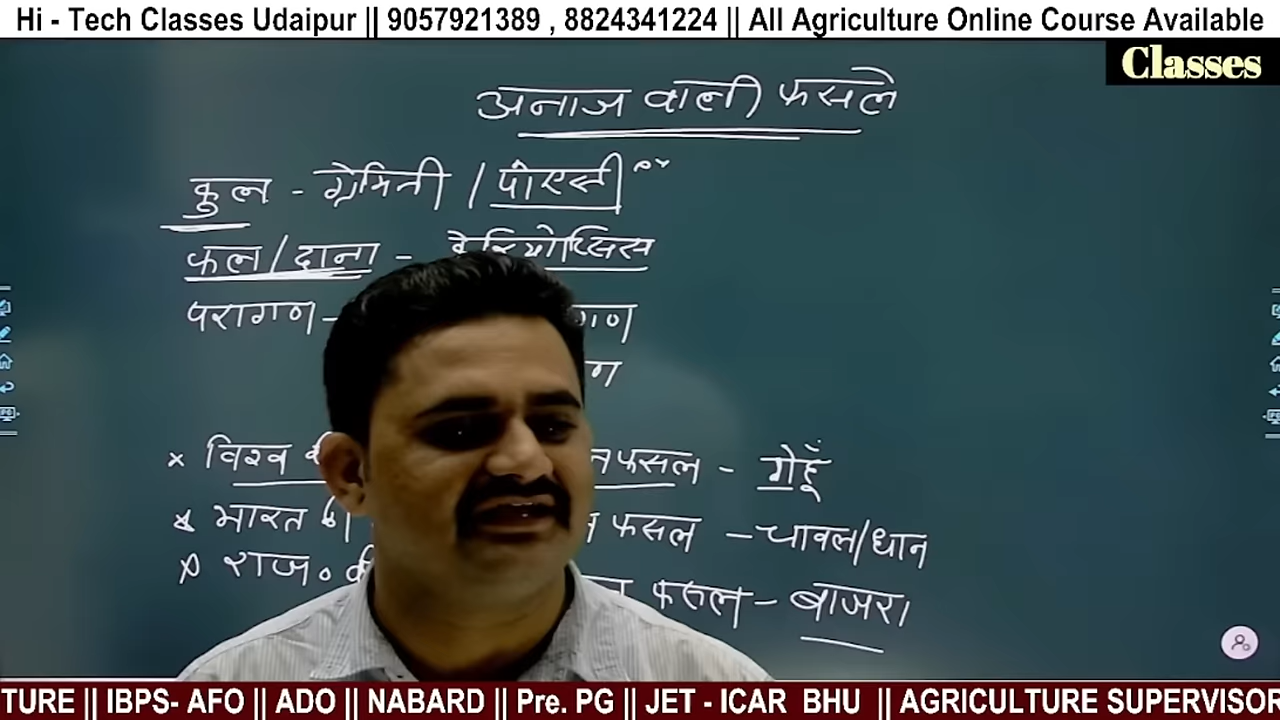 Hi - Tech Classes Udaipur || 9057921389 , 8824341224 || All Agriculture Online Course Available
Classes
अनाज वाली फसले
कुल - ग्रेमिनी / पोएसी
फल / दाना - केरियोप्सिस
परागण -
* विश्व फसल - गेहूँ
* भारत की फसल - चावल/धान
* राज० की फसल - बाजरा
TURE || IBPS- AFO || ADO || NABARD || Pre. PG || JET - ICAR BHU || AGRICULTURE SUPERVISOR